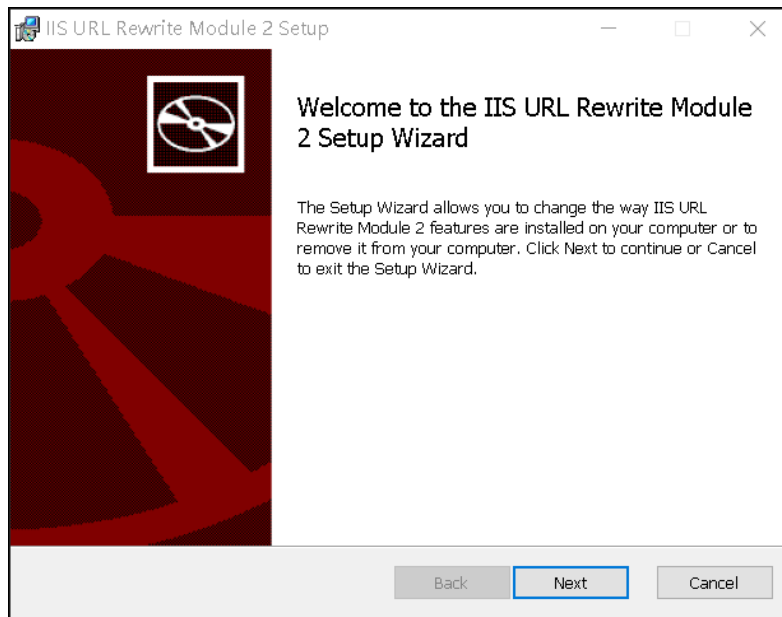 IIS URL Rewrite Module 2 Setup
Welcome to the IIS URL Rewrite Module
2 Setup Wizard
The Setup Wizard allows you to change the way IIS URL
Rewrite Module 2 features are installed on your computer or to
remove it from your computer. Click Next to continue or Cancel
to exit the Setup Wizard.
Back Next Cancel